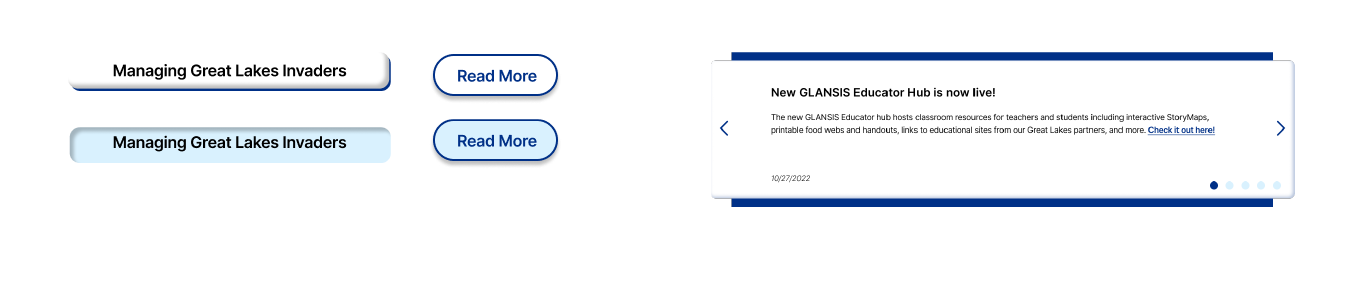 Managing Great Lakes Invaders
Read More
Managing Great Lakes Invaders
Read More
New GLANSIS Educator Hub is now live!
The new GLANSIS Educator hub hosts classroom resources for teachers and students including interactive StoryMaps,
printable food webs and handouts, links to educational sites from our Great Lakes partners, and more. Check it out here!
10/27/2022